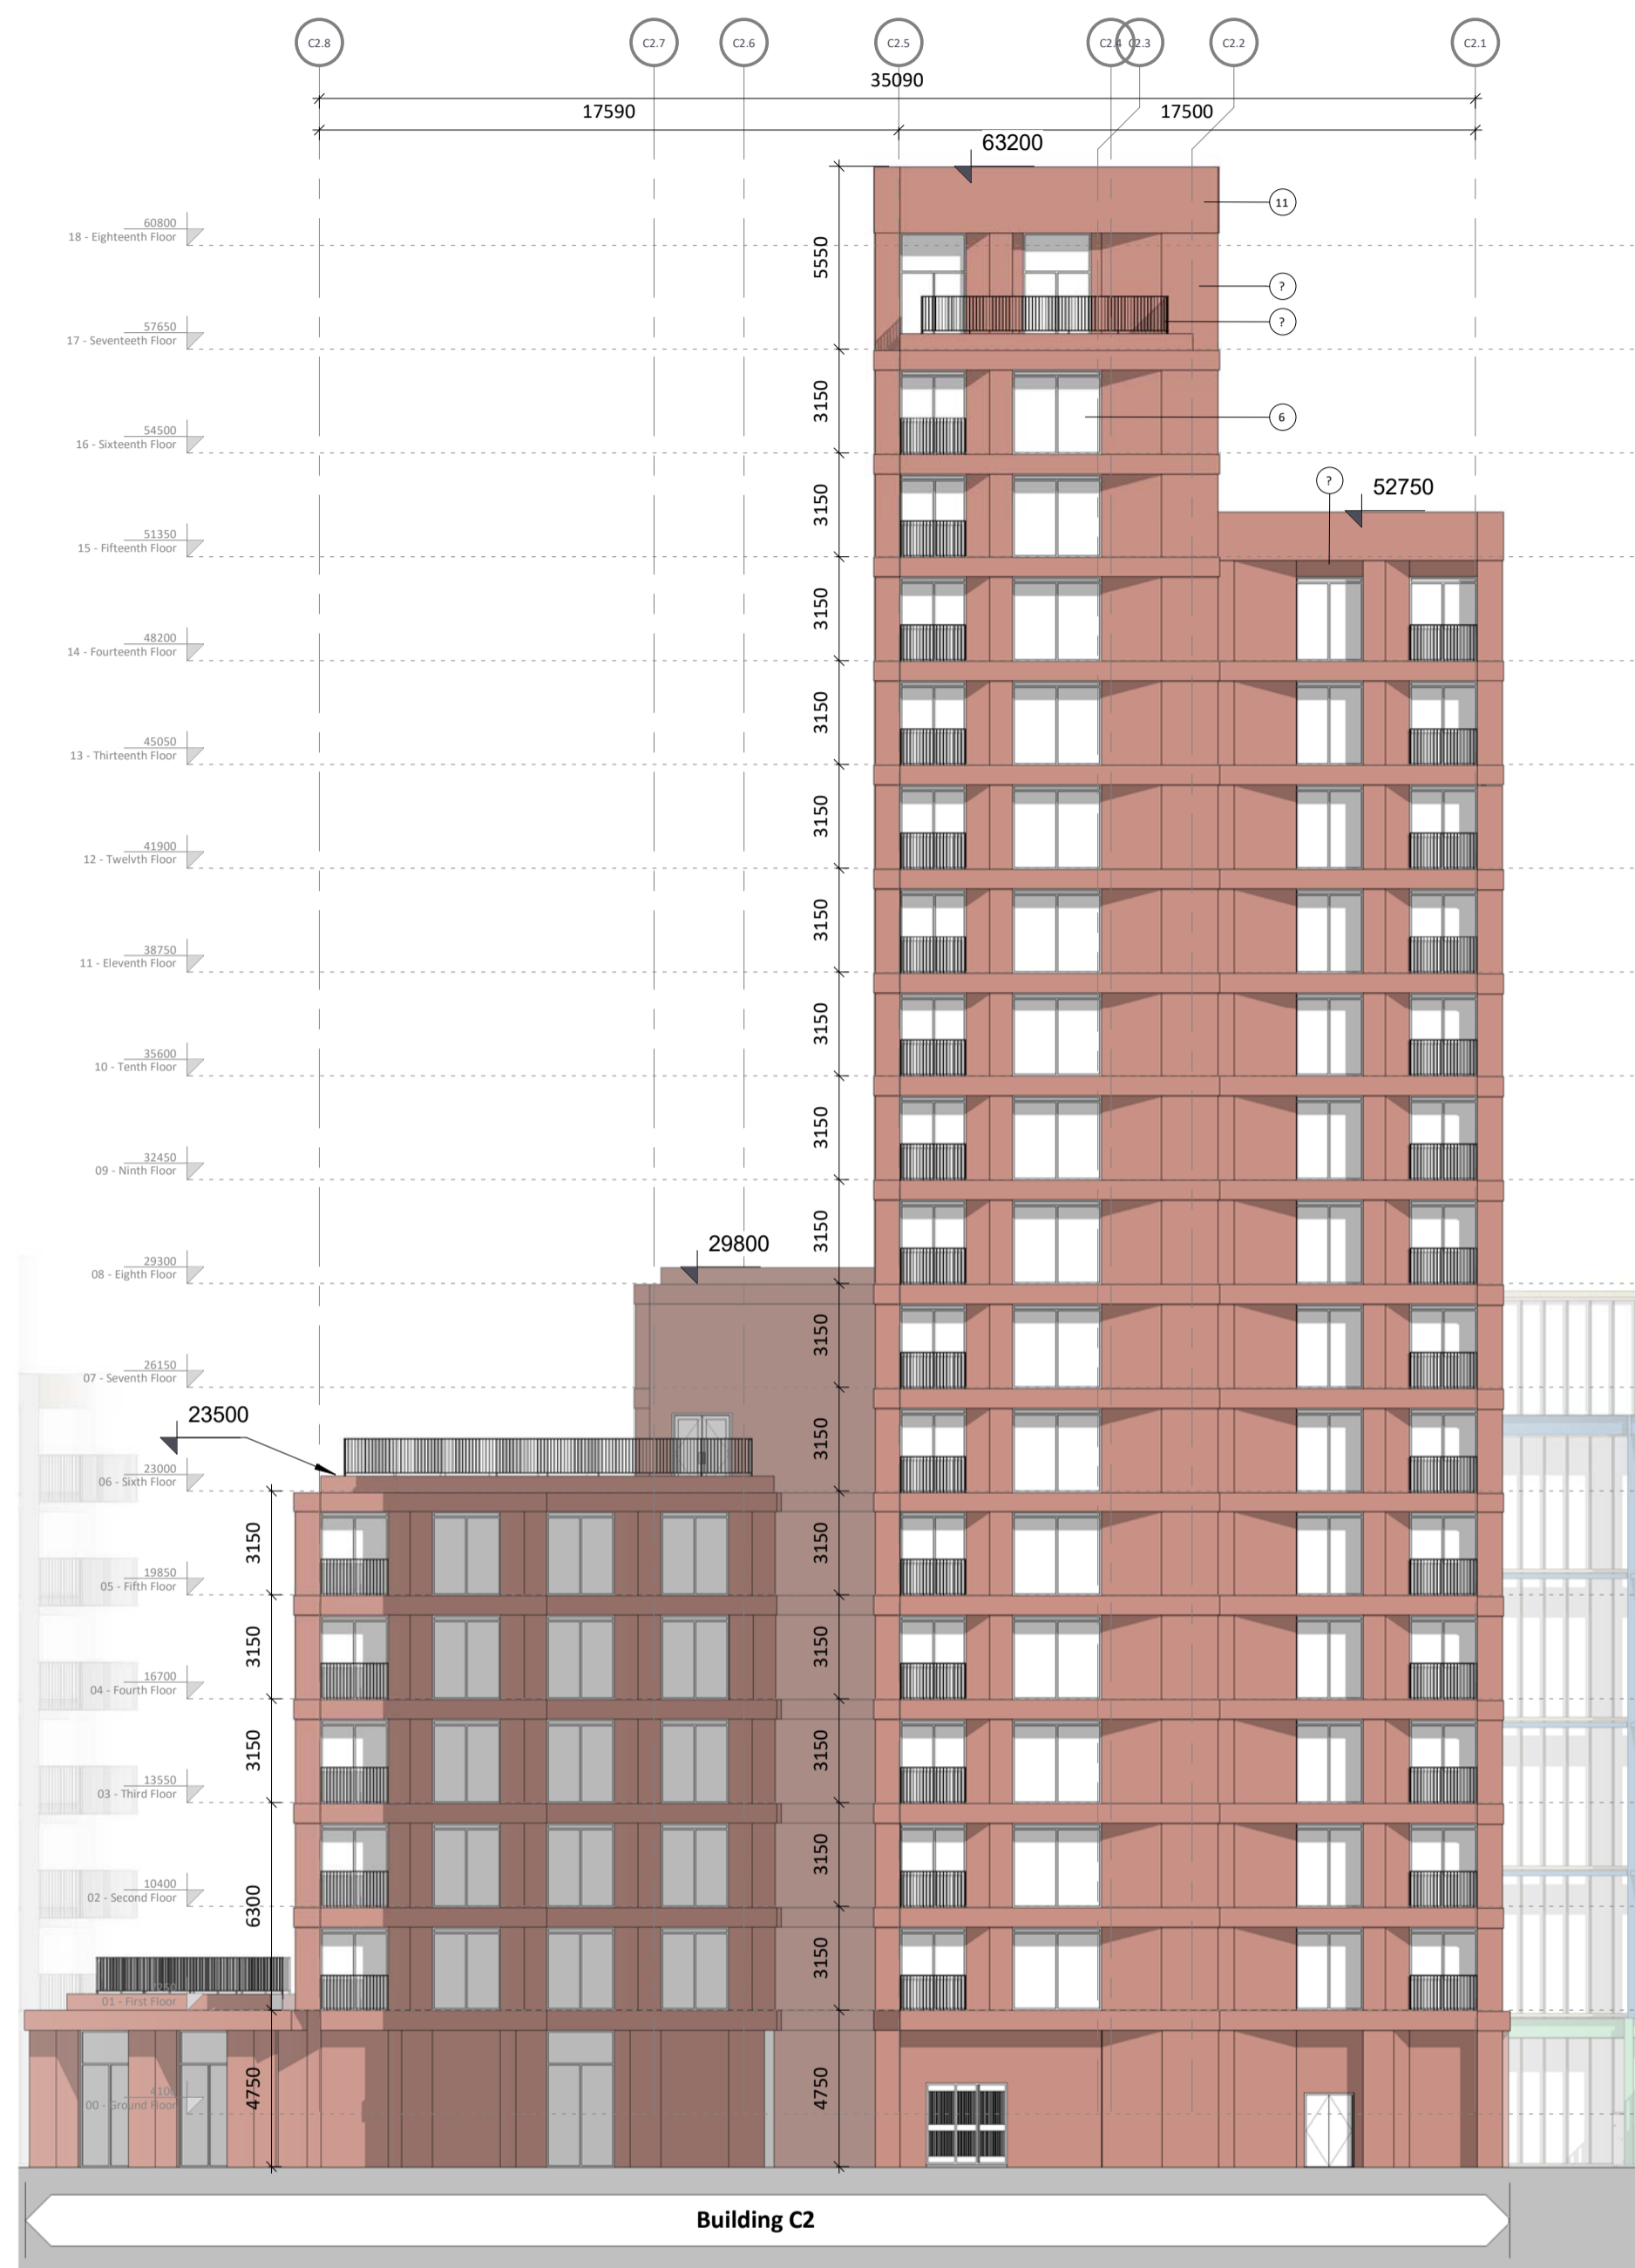 C2.8
C2.7
C2.6
C2.5
C2.4
C2.3
C2.2
C2.1
35090
17590
17500
63200
11
60800
18 - Eighteenth Floor
5550
?
?
57650
17 - Seventeeth Floor
3150
6
54500
16 - Sixteenth Floor
?
52750
3150
51350
15 - Fifteenth Floor
3150
48200
14 - Fourteenth Floor
3150
45050
13 - Thirteenth Floor
3150
41900
12 - Twelvth Floor
3150
38750
11 - Eleventh Floor
3150
35600
10 - Tenth Floor
3150
32450
09 - Ninth Floor
3150
29800
29300
08 - Eighth Floor
3150
26150
07 - Seventh Floor
23500
3150
23000
06 - Sixth Floor
3150
3150
19850
05 - Fifth Floor
3150
3150
16700
04 - Fourth Floor
3150
3150
13550
03 - Third Floor
3150
10400
02 - Second Floor
6300
3150
7250
01 - First Floor
4750
4750
4100
00 - Ground Floor
Building C2